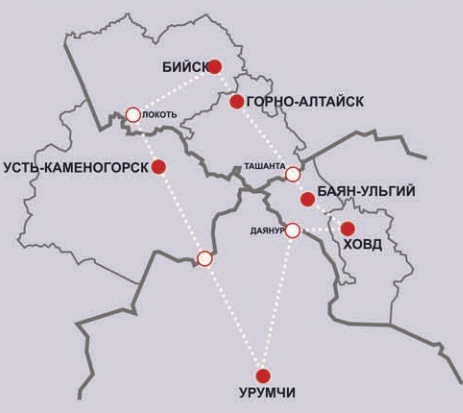 БИЙСК
ГОРНО-АЛТАЙСК
ЛОКОТЬ
УСТЬ-КАМЕНОГОРСК
ТАШАНТА
БАЯН-УЛЬГИЙ
ДАЯНУР
ХОВД
УРУМЧИ